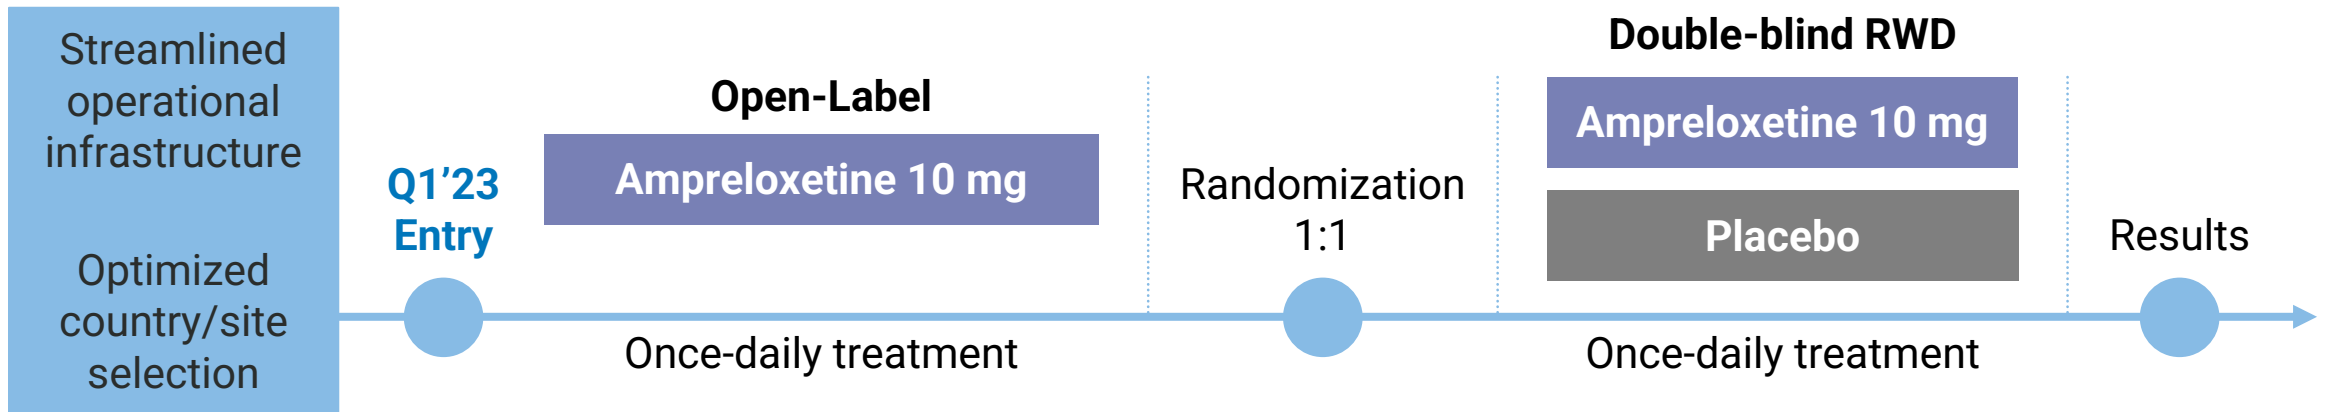 Streamlined
operational
infrastructure
Optimized
country/site
selection
Q1’23
Entry
Open-Label
Ampreloxetine 10 mg
Once-daily treatment
Randomization
1:1
Double-blind RWD
Ampreloxetine 10 mg
Placebo
Once-daily treatment
Results